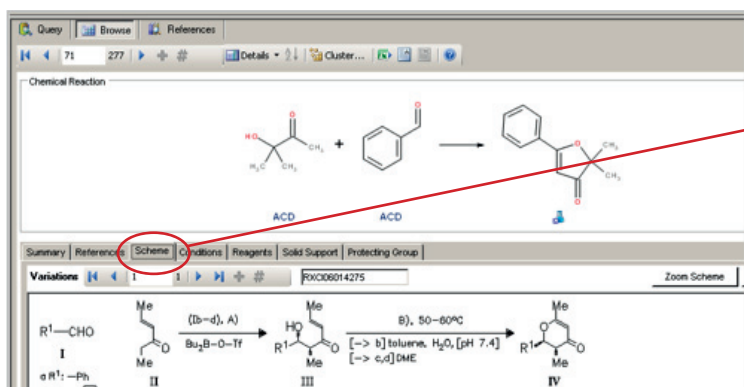 Query Browse References
71 277 Details Cluster...
Chemical Reaction
HO O CH₃ H₃C CH₃ + O O CH₃ CH₃ O
ACD ACD
Summary References Scheme Conditions Reagents Solid Support Protecting Group
Variations 1 1 RXCI06014275 Zoom Scheme
Me Me Me
R¹—CHO (Ib-d), A) HO B), 50-60°C O
I O Bu₂B-O-Tf R¹ O [-> b] toluene, H₂O, [pH 7.4] R¹ O
Me Me [-> c,d] DME Me
a R¹: -Ph II III IV